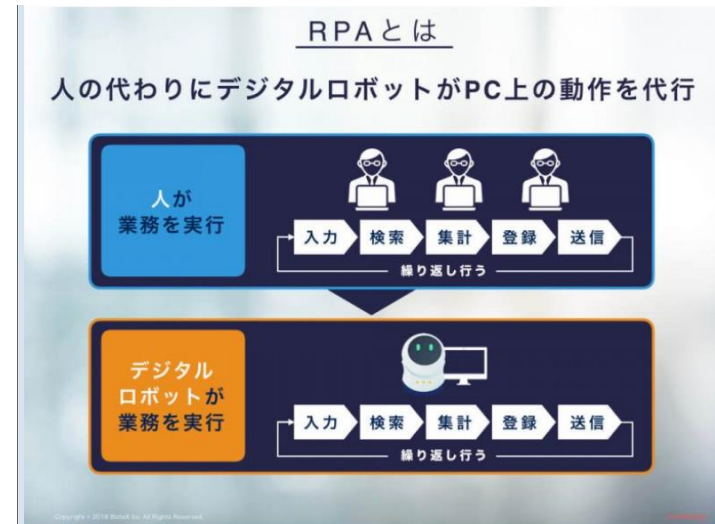 RPAとは
人の代わりにデジタルロボットがPC上の動作を代行
人が
業務を実行
入力 検索 集計 登録 送信
繰り返し行う
デジタル
ロボットが
業務を実行
入力 検索 集計 登録 送信
繰り返し行う